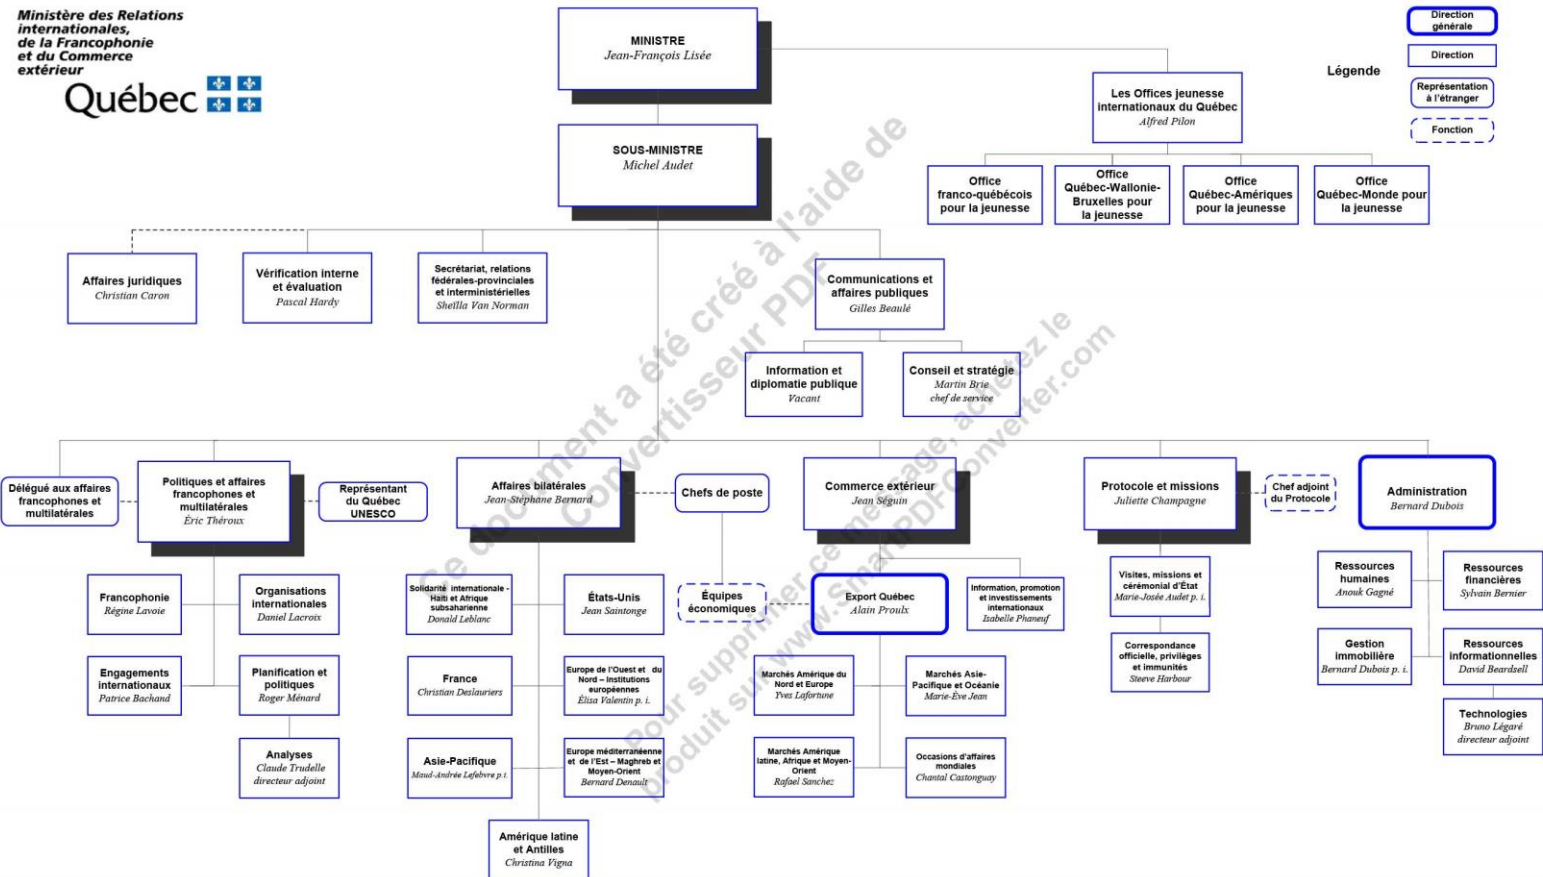 Ministère des Relations
internationales,
de la Francophonie
et du Commerce
extérieur
Québec
MINISTRE
Jean-François Lisée
Légende
Direction
générale
Direction
Représentation
à l'étranger
Fonction
Les Offices jeunesse
internationaux du Québec
Alfred Pilon
SOUS-MINISTRE
Michel Audet
Office
franco-québécois
pour la jeunesse
Office
Québec-Wallonie-
Bruxelles pour
la jeunesse
Office
Québec-Amériques
pour la jeunesse
Office
Québec-Monde pour
la jeunesse
Affaires juridiques
Christian Caron
Vérification interne
et évaluation
Pascal Hardy
Secrétariat, relations
fédérales-provinciales
et interministérielles
Sheïlla Van Norman
Communications et
affaires publiques
Gilles Beaulé
Information et
diplomatie publique
Vacant
Conseil et stratégie
Martin Brie
chef de service
Délégué aux affaires
francophones et
multilatérales
Politiques et affaires
francophones et
multilatérales
Éric Théroux
Représentant
du Québec
UNESCO
Affaires bilatérales
Jean-Stéphane Bernard
Chefs de poste
Commerce extérieur
Jean Séguin
Protocole et missions
Juliette Champagne
Chef adjoint
du Protocole
Administration
Bernard Dubois
Francophonie
Régine Lavoie
Organisations
internationales
Daniel Lacroix
Engagements
internationaux
Patrice Bachand
Planification et
politiques
Roger Ménard
Analyses
Claude Trudelle
directeur adjoint
Solidarité internationale -
Haïti et Afrique
subsaharienne
Donald Leblanc
États-Unis
Jean Saintonge
France
Christian Deslauriers
Europe de l'Ouest et du
Nord – Institutions
européennes
Élisa Valentin p. i.
Asie-Pacifique
Maud-Andrée Lefebvre p.i.
Europe méditerranéenne
et de l'Est – Maghreb et
Moyen-Orient
Bernard Denault
Amérique latine
et Antilles
Christina Vigna
Équipes
économiques
Export Québec
Alain Proulx
Information, promotion
et investissements
internationaux
Isabelle Phaneuf
Marchés Amérique du
Nord et Europe
Yves Lafortune
Marchés Asie-
Pacifique et Océanie
Marie-Ève Jean
Marchés Amérique
latine, Afrique et Moyen-
Orient
Rafael Sanchez
Occasions d'affaires
mondiales
Chantal Castonguay
Visites, missions et
cérémonial d'État
Marie-Josée Audet p. i.
Correspondance
officielle, privilèges
et immunités
Steeve Harbour
Ressources
humaines
Anouk Gagné
Ressources
financières
Sylvain Bernier
Gestion
immobilière
Bernard Dubois p. i.
Ressources
informationnelles
David Beardsell
Technologies
Bruno Légaré
directeur adjoint
Ce document a été créé à l'aide de
Convertisseur PDF
Pour supprimer ce message, achetez le
produit sur www.SmartPDFConverter.com